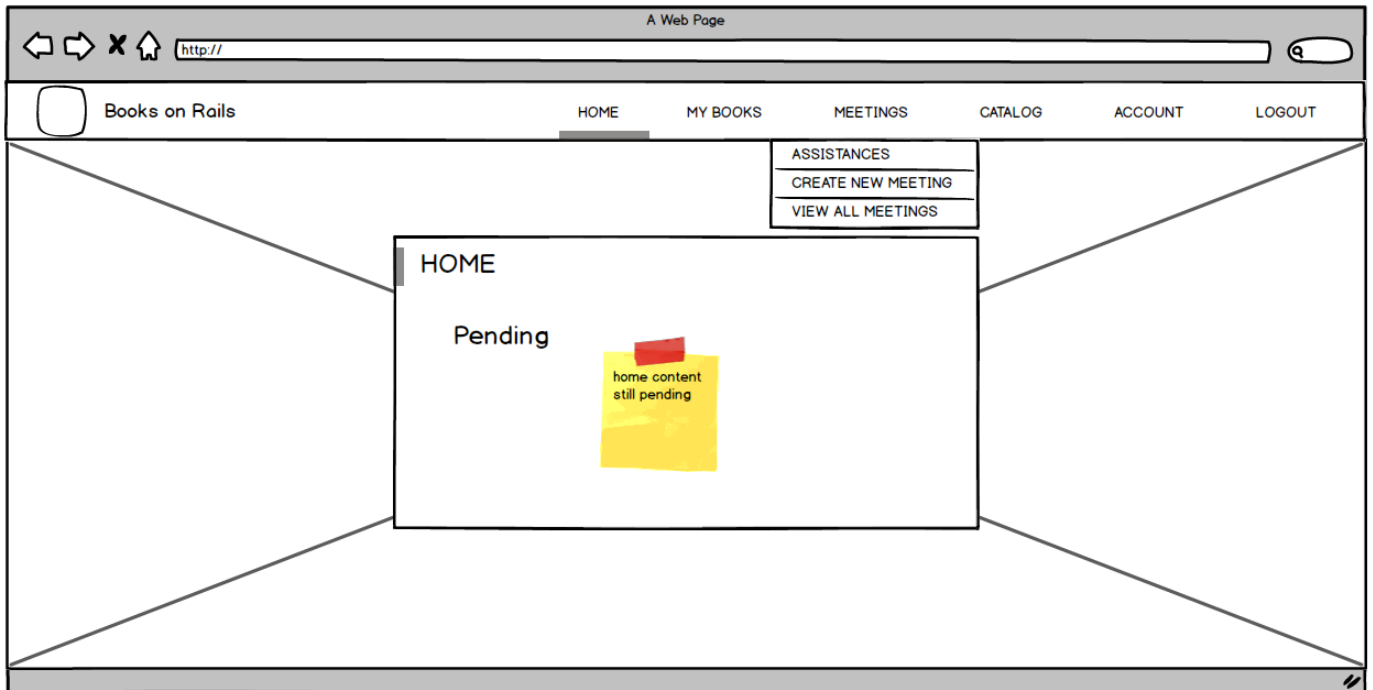 A Web Page
http://
Books on Rails
HOME
MY BOOKS
MEETINGS
CATALOG
ACCOUNT
LOGOUT
ASSISTANCES
CREATE NEW MEETING
VIEW ALL MEETINGS
HOME
Pending
home content
still pending